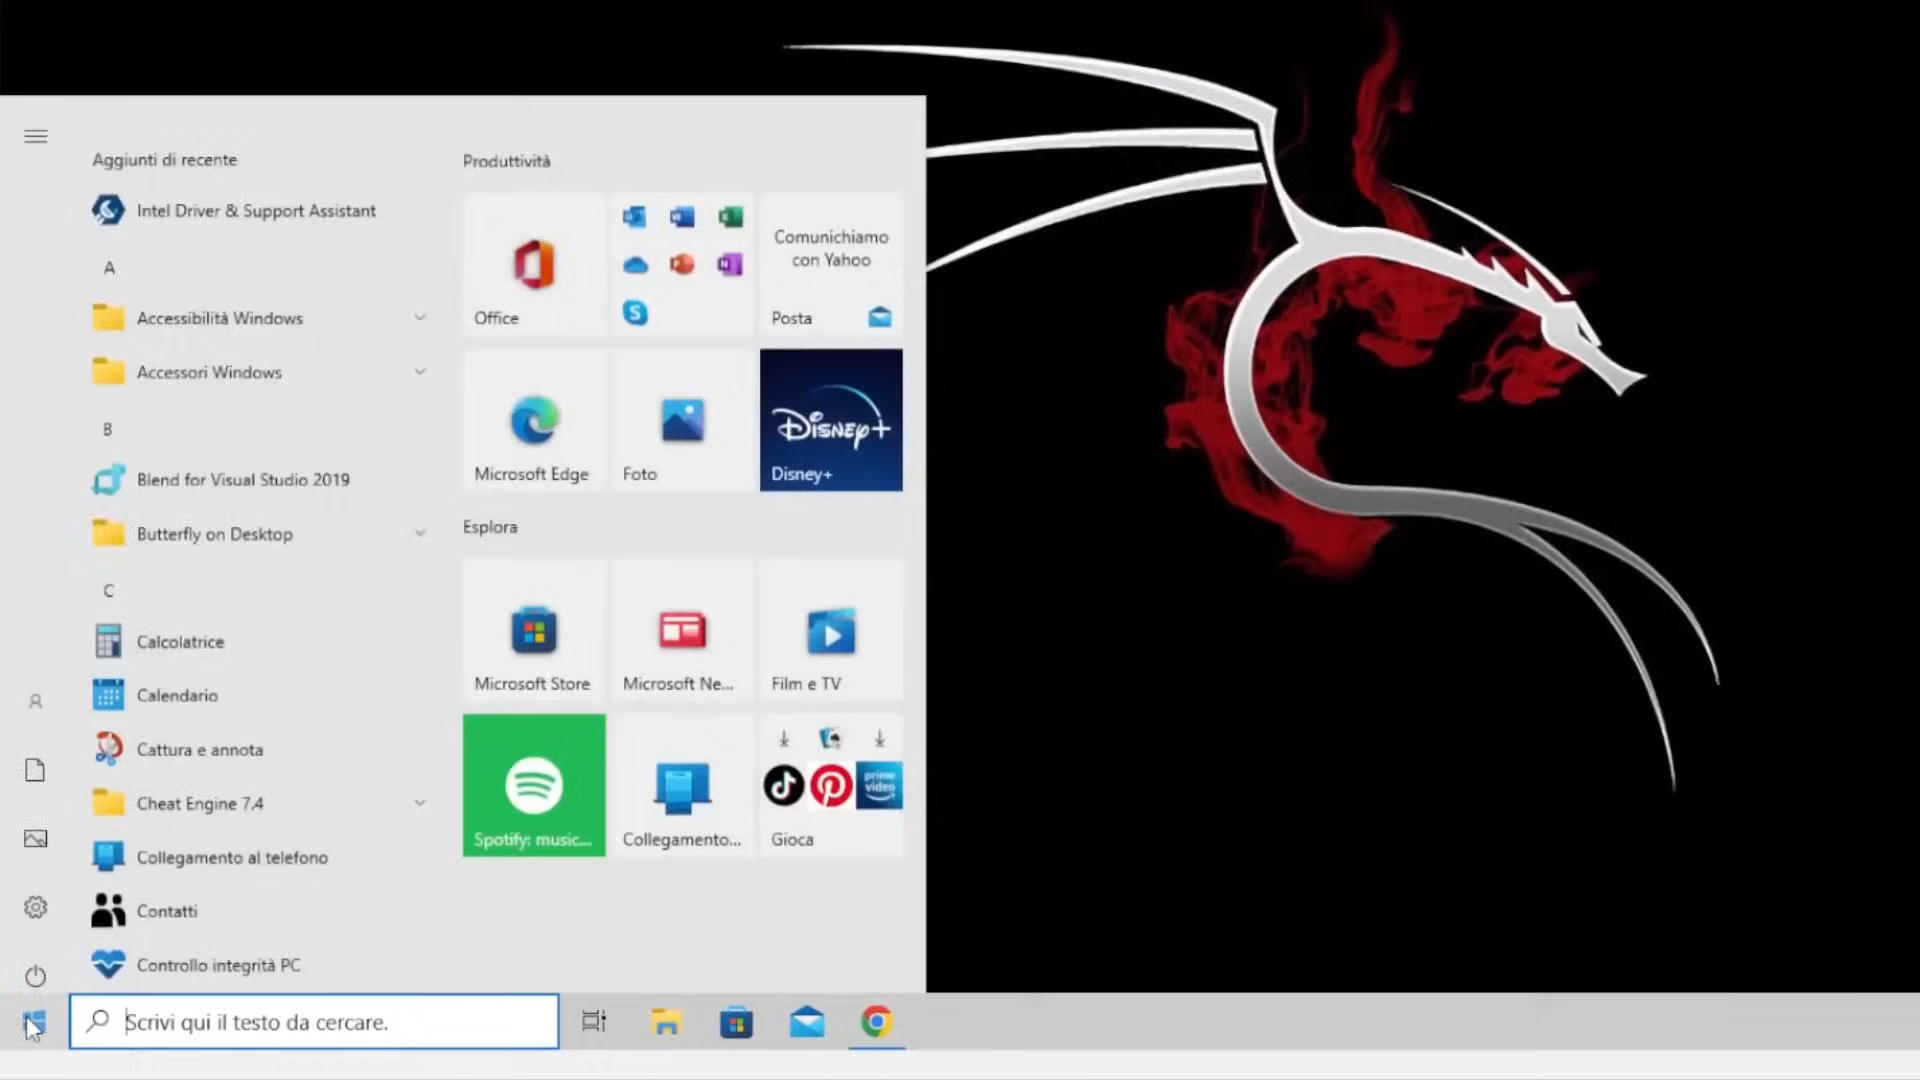 Aggiunti di recente
Intel Driver & Support Assistant
A
Accessibilità Windows
Accessori Windows
B
Blend for Visual Studio 2019
Butterfly on Desktop
C
Calcolatrice
Calendario
Cattura e annota
Cheat Engine 7.4
Collegamento al telefono
Contatti
Controllo integrità PC
Produttività
Office
Comunichiamo
con Yahoo
Posta
Microsoft Edge
Foto
Disney+
Disney+
Esplora
Microsoft Store
Microsoft Ne...
Film e TV
Spotify: music...
Collegamento...
prime
video
Gioca
Scrivi qui il testo da cercare.